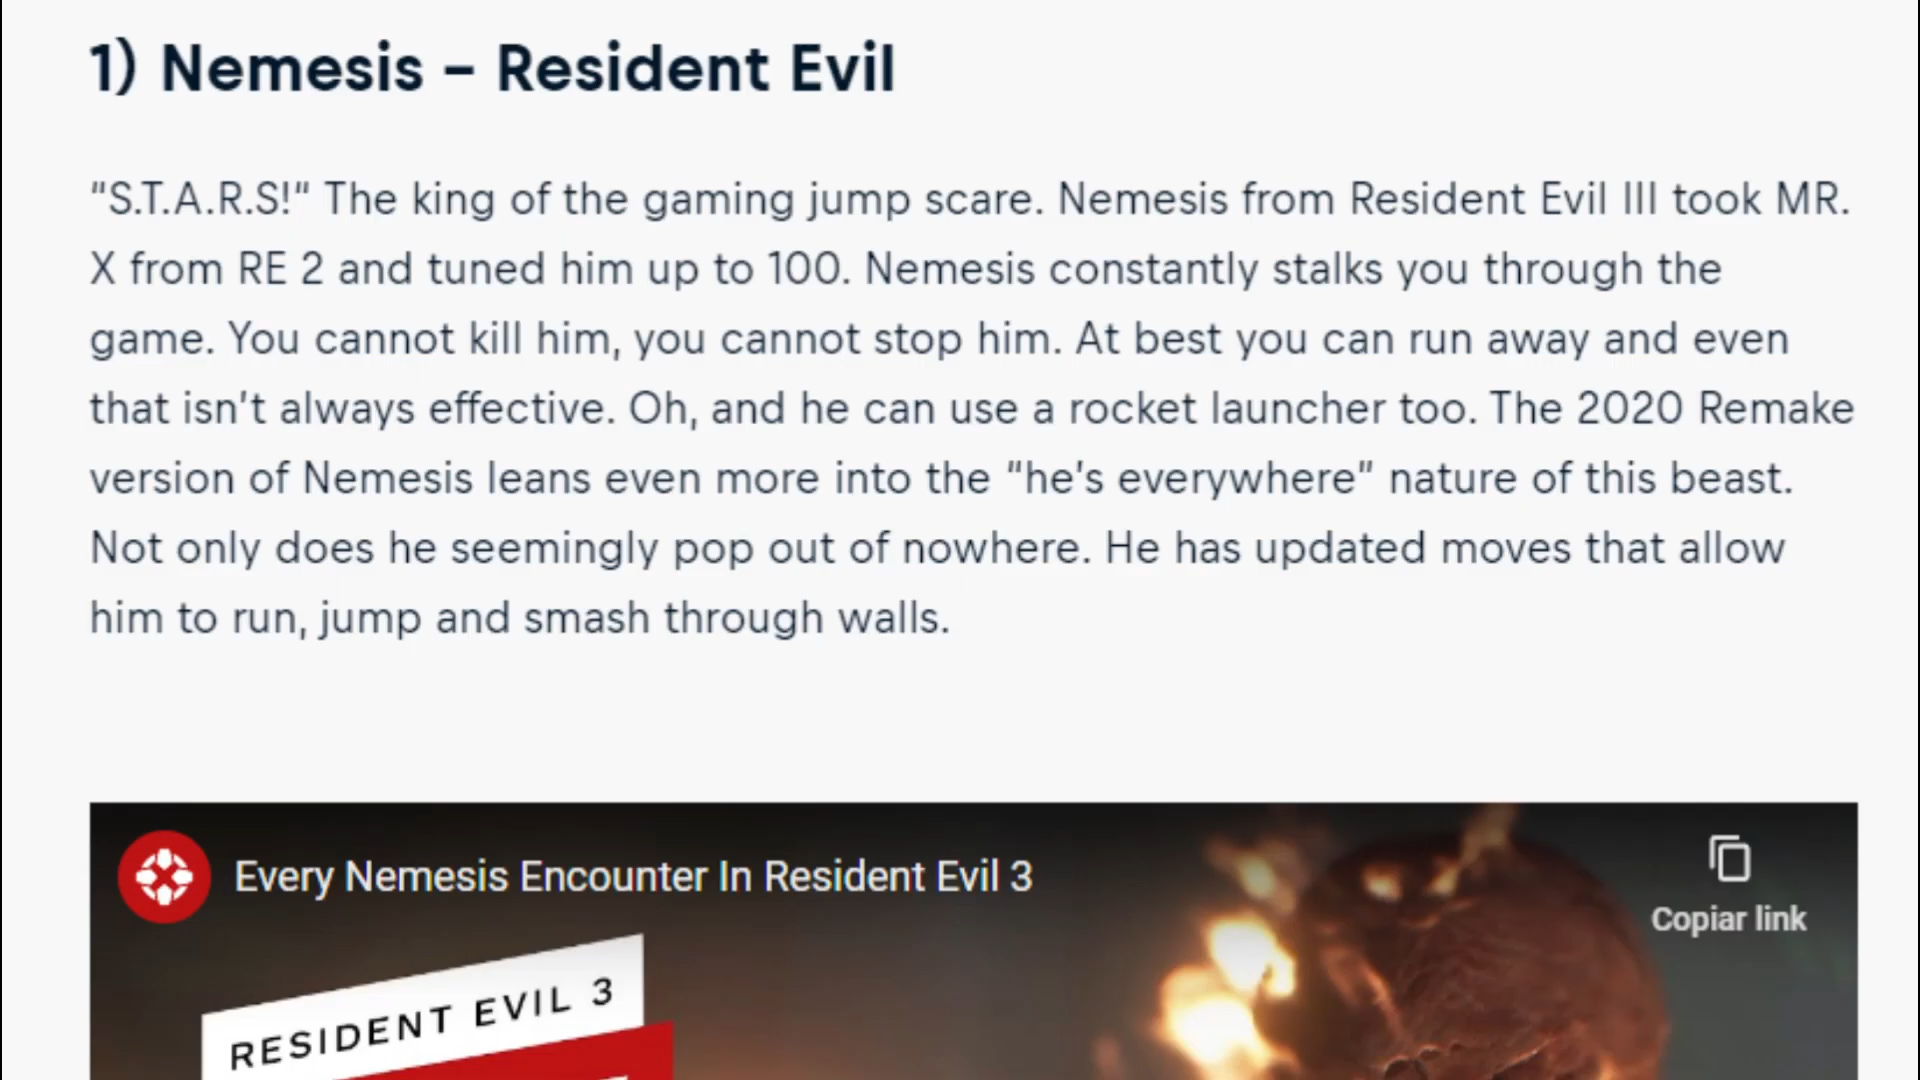 1) Nemesis – Resident Evil
"S.T.A.R.S!" The king of the gaming jump scare. Nemesis from Resident Evil III took MR.
X from RE 2 and tuned him up to 100. Nemesis constantly stalks you through the
game. You cannot kill him, you cannot stop him. At best you can run away and even
that isn't always effective. Oh, and he can use a rocket launcher too. The 2020 Remake
version of Nemesis leans even more into the "he's everywhere" nature of this beast.
Not only does he seemingly pop out of nowhere. He has updated moves that allow
him to run, jump and smash through walls.
Every Nemesis Encounter In Resident Evil 3
Copiar link
RESIDENT EVIL 3